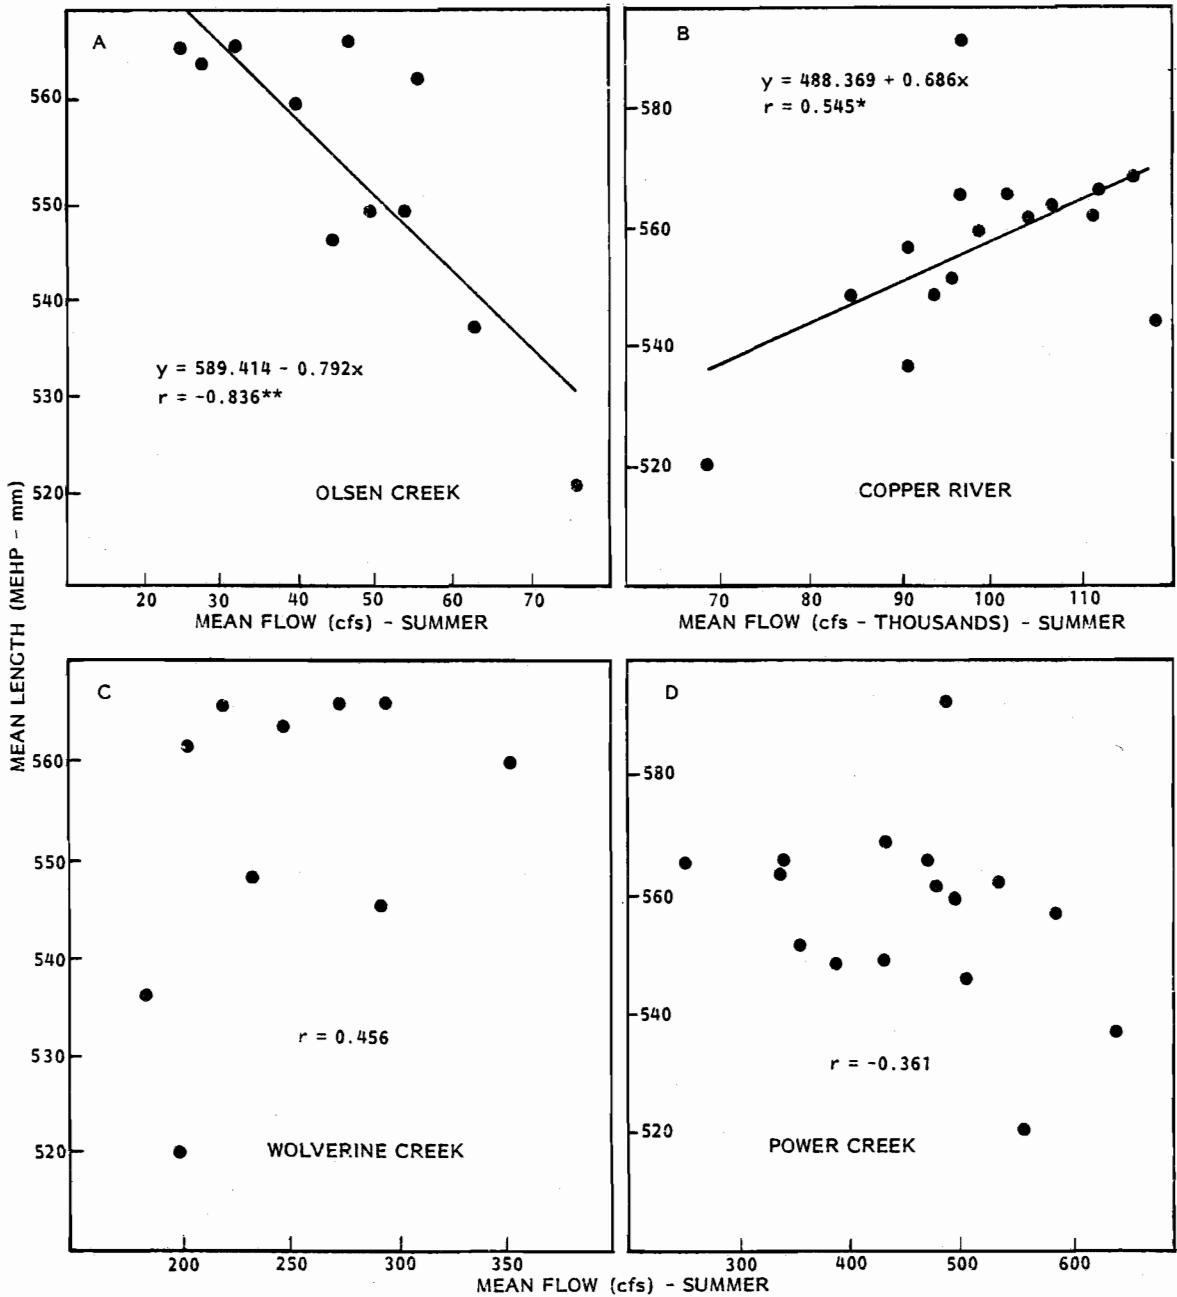 A
560
550
540
530
520
y = 589.414 - 0.792x
r = -0.836**
OLSEN CREEK
20 30 40 50 60 70
MEAN FLOW (cfs) - SUMMER
B
580
560
540
520
y = 488.369 + 0.686x
r = 0.545*
COPPER RIVER
70 80 90 100 110
MEAN FLOW (cfs - THOUSANDS) - SUMMER
MEAN LENGTH (MEHP - mm)
C
560
550
540
530
520
r = 0.456
WOLVERINE CREEK
200 250 300 350
D
580
560
540
520
r = -0.361
POWER CREEK
300 400 500 600
MEAN FLOW (cfs) - SUMMER